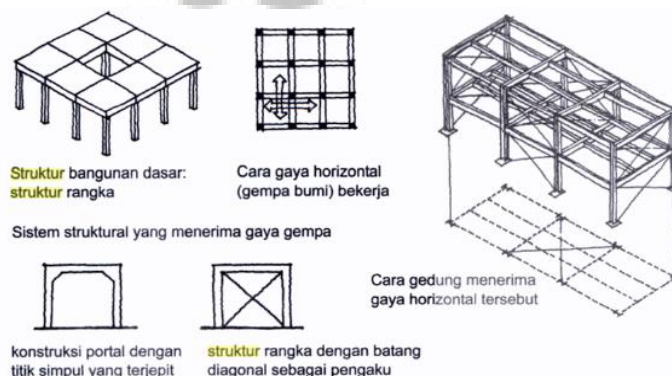 Struktur bangunan dasar:
struktur rangka
Cara gaya horizontal
(gempa bumi) bekerja
Sistem struktural yang menerima gaya gempa
Cara gedung menerima
gaya horizontal tersebut
konstruksi portal dengan
titik simpul yang terjepit
struktur rangka dengan batang
diagonal sebagai pengaku